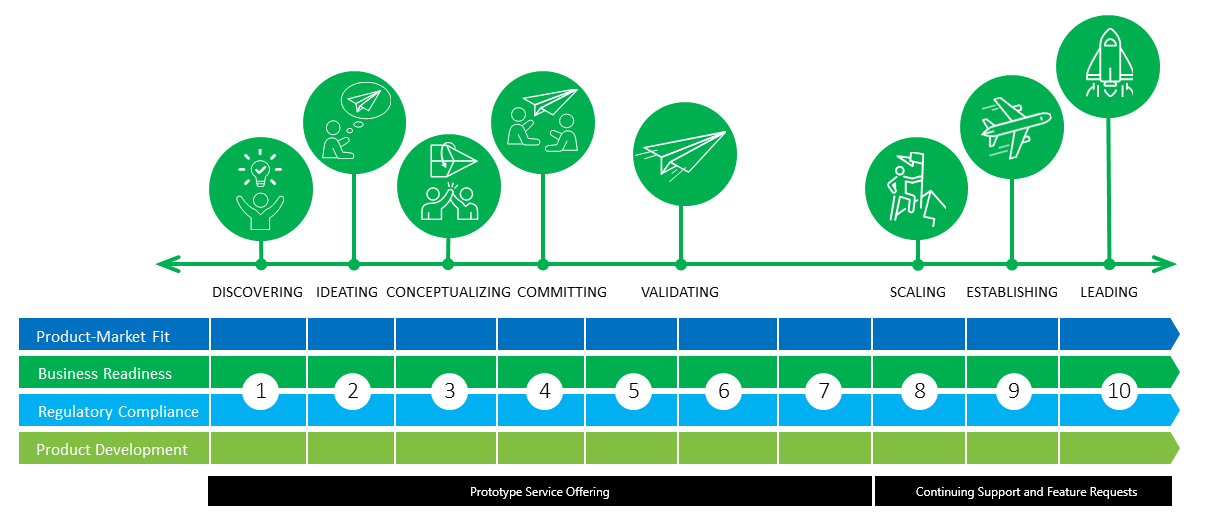 DISCOVERING IDEATING CONCEPTUALIZING COMMITTING VALIDATING SCALING ESTABLISHING LEADING
Product-Market Fit
Business Readiness
1 2 3 4 5 6 7 8 9 10
Regulatory Compliance
Product Development
Prototype Service Offering Continuing Support and Feature Requests